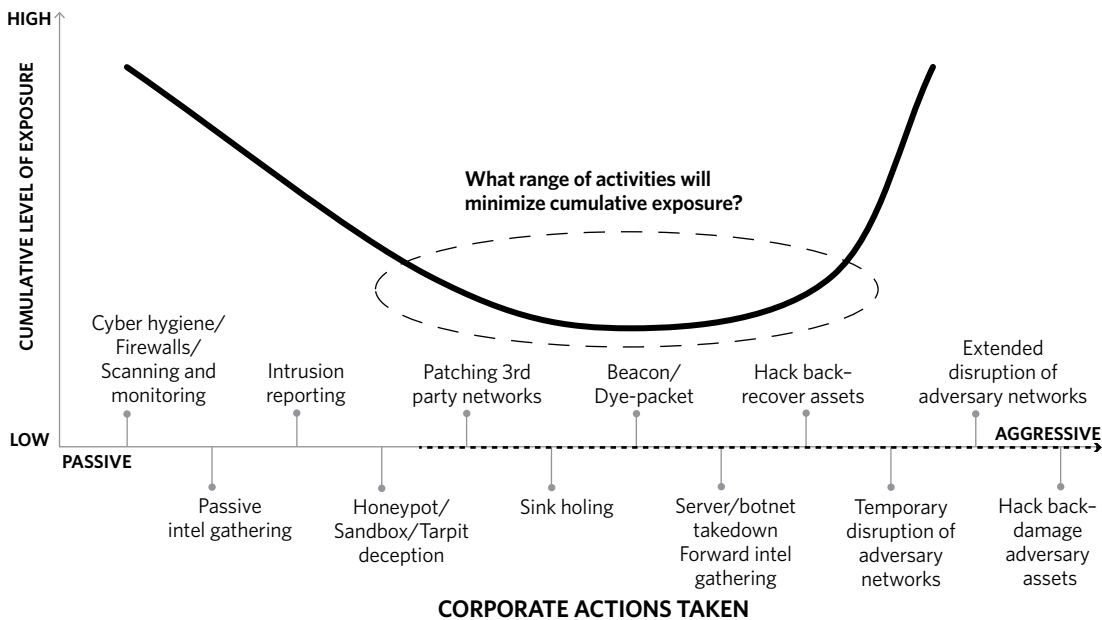 HIGH
CUMULATIVE LEVEL OF EXPOSURE
What range of activities will
minimize cumulative exposure?
Cyber hygiene/
Firewalls/
Scanning and
monitoring
Intrusion
reporting
Patching 3rd
party networks
Beacon/
Dye-packet
Hack back–
recover assets
Extended
disruption of
adversary networks
LOW
PASSIVE
AGGRESSIVE
Passive
intel gathering
Honeypot/
Sandbox/Tarpit
deception
Sink holing
Server/botnet
takedown
Forward intel
gathering
Temporary
disruption of
adversary
networks
Hack back–
damage
adversary
assets
CORPORATE ACTIONS TAKEN